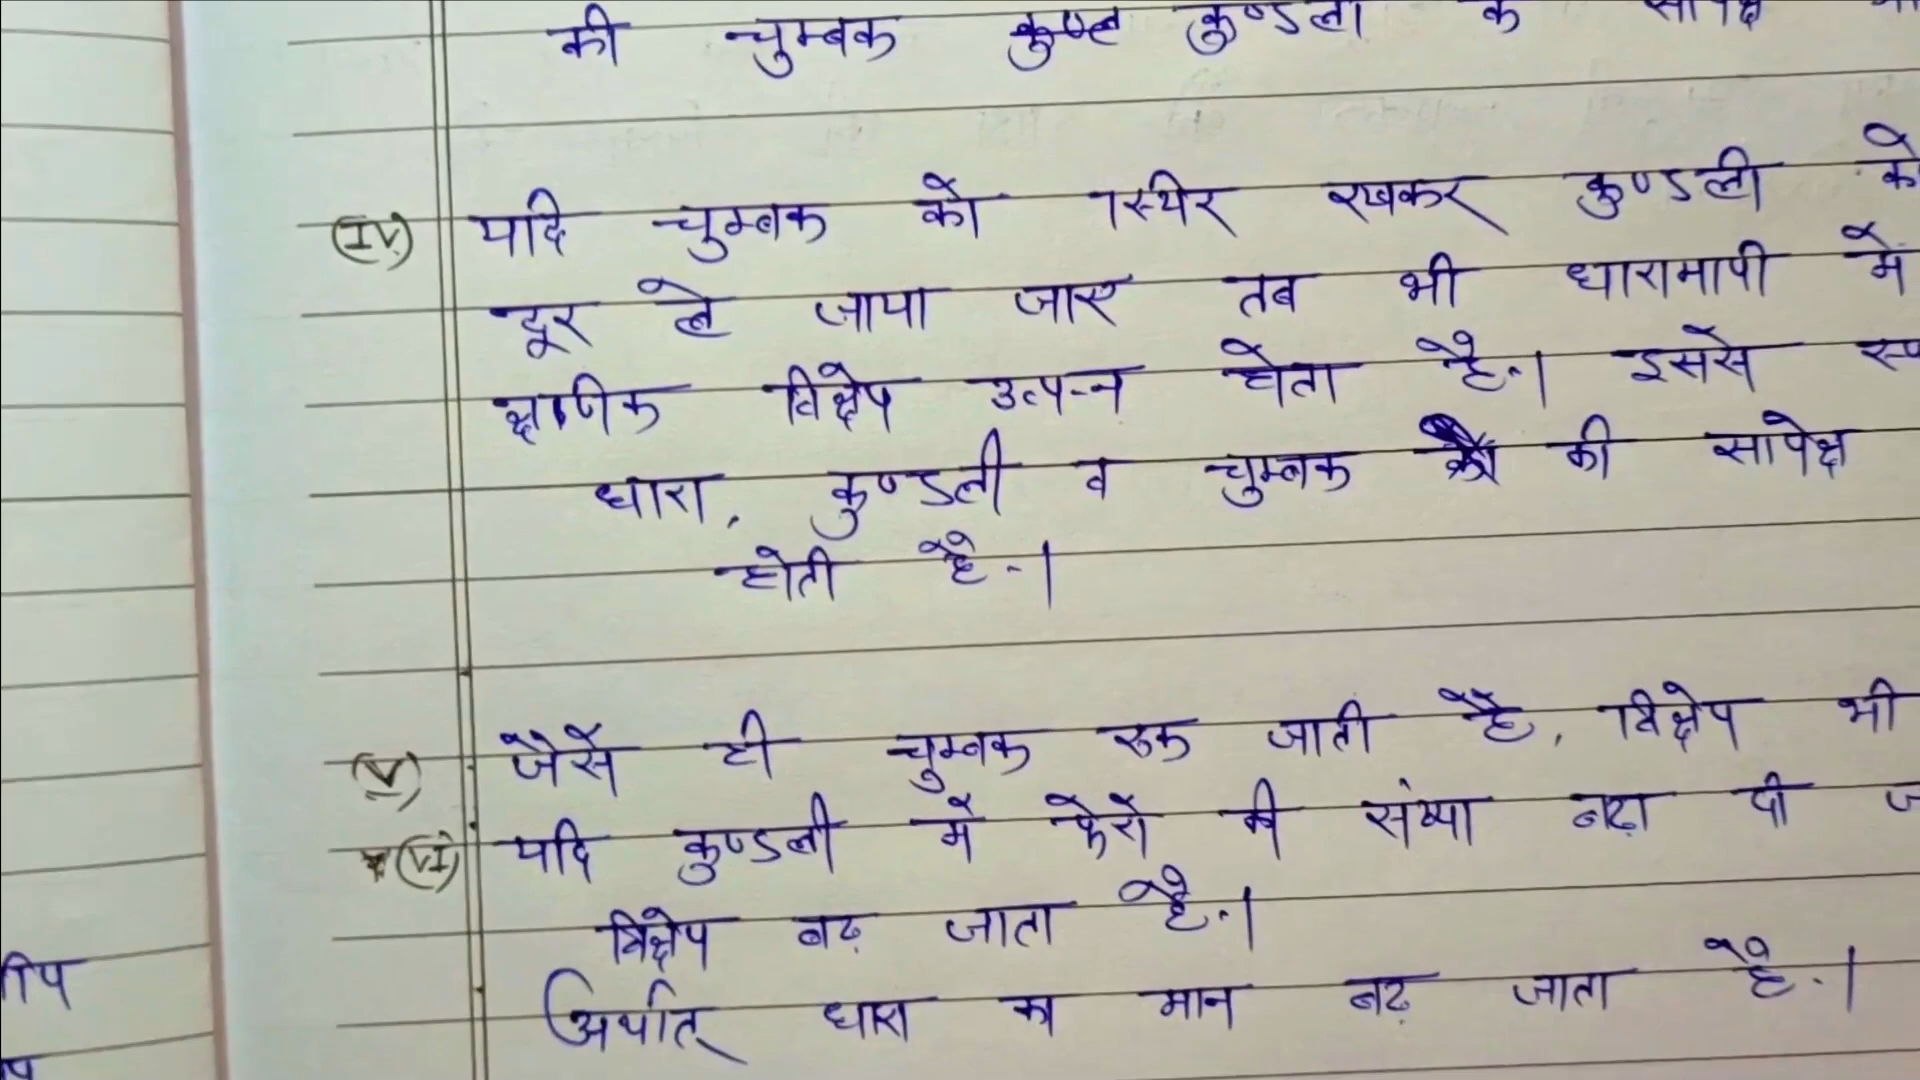 की चुम्बक कुण्डली के सापेक्ष
(IV) यदि चुम्बक को स्थिर रखकर कुण्डली को
दूर ले जाया जाए तब भी धारामापी में
क्षणिक विक्षेप उत्पन्न होता है।  इससे
धारा, कुण्डली व चुम्बक की सापेक्ष
होती है।
(V) जैसे ही चुम्बक रुक जाती है, विक्षेप भी
(VI) यदि कुण्डली में फेरों की संख्या बढ़ा दी
विक्षेप बढ़ जाता है।
अर्थात् धारा का मान बढ़ जाता है।